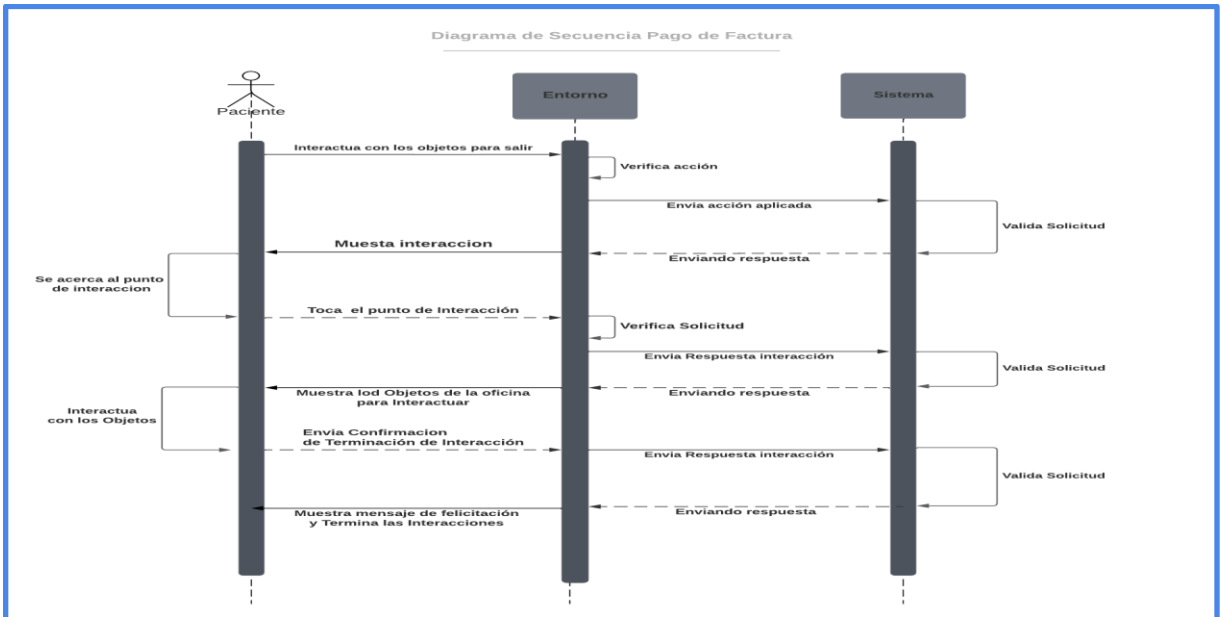 Diagrama de Secuencia Pago de Factura
Paciente
Entorno
Sistema
Interactua con los objetos para salir
Verifica acción
Envia acción aplicada
Valida Solicitud
Muesta interaccion
Enviando respuesta
Se acerca al punto
de interaccion
Toca el punto de Interacción
Verifica Solicitud
Envia Respuesta interacción
Valida Solicitud
Muestra lod Objetos de la oficina
para Interactuar
Enviando respuesta
Interactua
con los Objetos
Envia Confirmacion
de Terminación de Interacción
Envia Respuesta interacción
Valida Solicitud
Muestra mensaje de felicitación
y Termina las Interacciones
Enviando respuesta